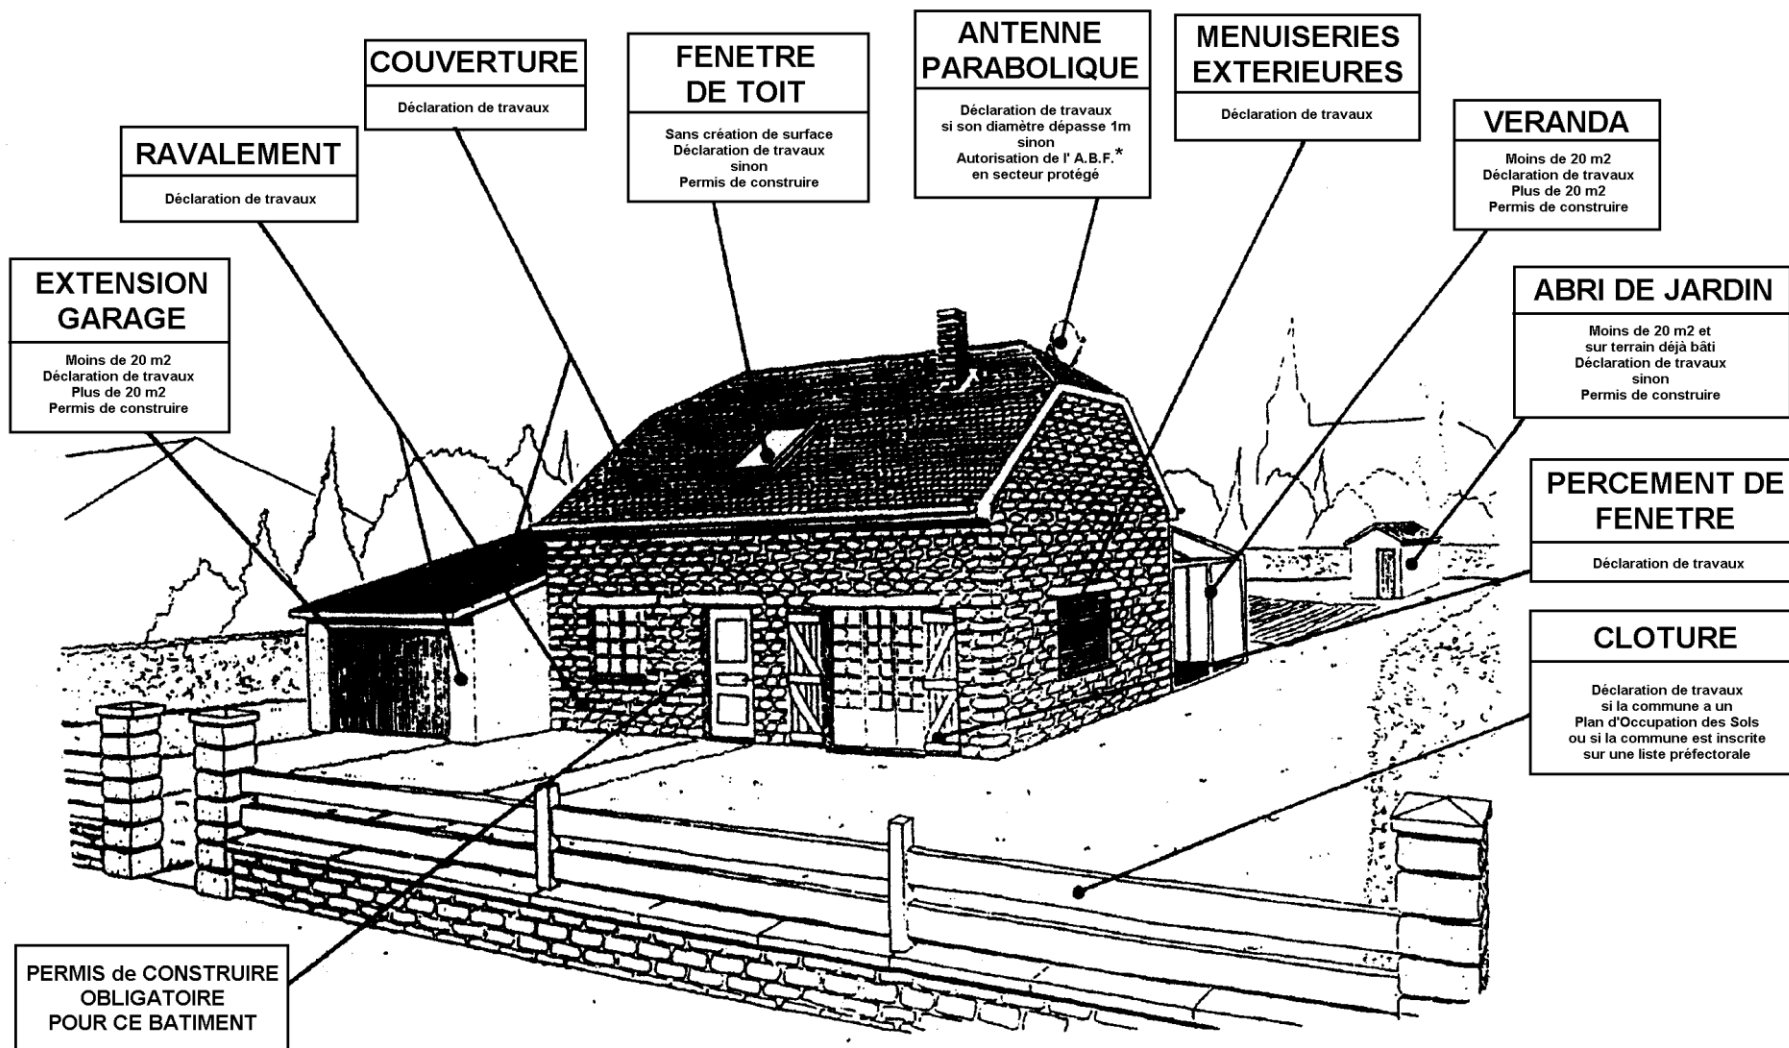 EXTENSION
GARAGE
Moins de 20 m2
Déclaration de travaux
Plus de 20 m2
Permis de construire
RAVALEMENT
Déclaration de travaux
COUVERTURE
Déclaration de travaux
FENETRE
DE TOIT
Sans création de surface
Déclaration de travaux
sinon
Permis de construire
ANTENNE
PARABOLIQUE
Déclaration de travaux
si son diamètre dépasse 1m
sinon
Autorisation de l' A.B.F.*
en secteur protégé
MENUISERIES
EXTERIEURES
Déclaration de travaux
VERANDA
Moins de 20 m2
Déclaration de travaux
Plus de 20 m2
Permis de construire
ABRI DE JARDIN
Moins de 20 m2 et
sur terrain déjà bâti
Déclaration de travaux
sinon
Permis de construire
PERCEMENT DE
FENETRE
Déclaration de travaux
CLOTURE
Déclaration de travaux
si la commune a un
Plan d'Occupation des Sols
ou si la commune est inscrite
sur une liste préfectorale
PERMIS de CONSTRUIRE
OBLIGATOIRE
POUR CE BATIMENT